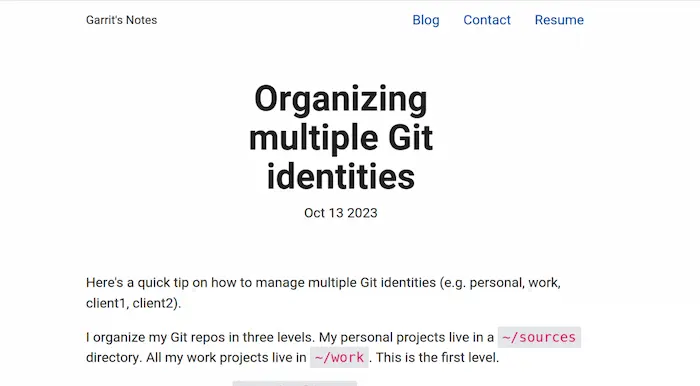 Garrit's Notes
Blog Contact Resume
Organizing
multiple Git
identities
Oct 13 2023
Here's a quick tip on how to manage multiple Git identities (e.g. personal, work,
client1, client2).
I organize my Git repos in three levels. My personal projects live in a ~/sources
directory. All my work projects live in ~/work. This is the first level.